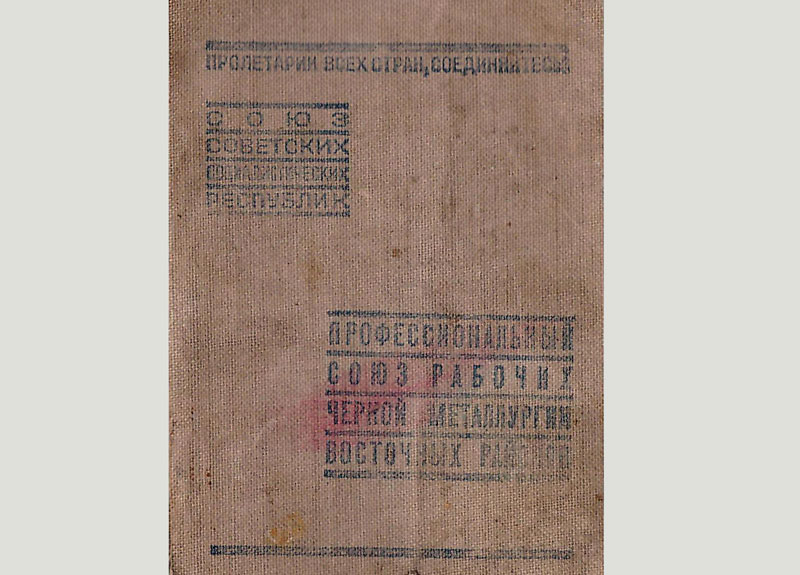 ПРОЛЕТАРИИ ВСЕХ СТРАН, СОЕДИНЯЙТЕСЬ!
СОЮЗ
СОВЕТСКИХ
СОЦИАЛИСТИЧЕСКИХ
РЕСПУБЛИК
ПРОФЕССИОНАЛЬНЫЙ
СОЮЗ РАБОЧИХ
ЧЕРНОЙ МЕТАЛЛУРГИИ
ВОСТОЧНЫХ РАЙОНОВ